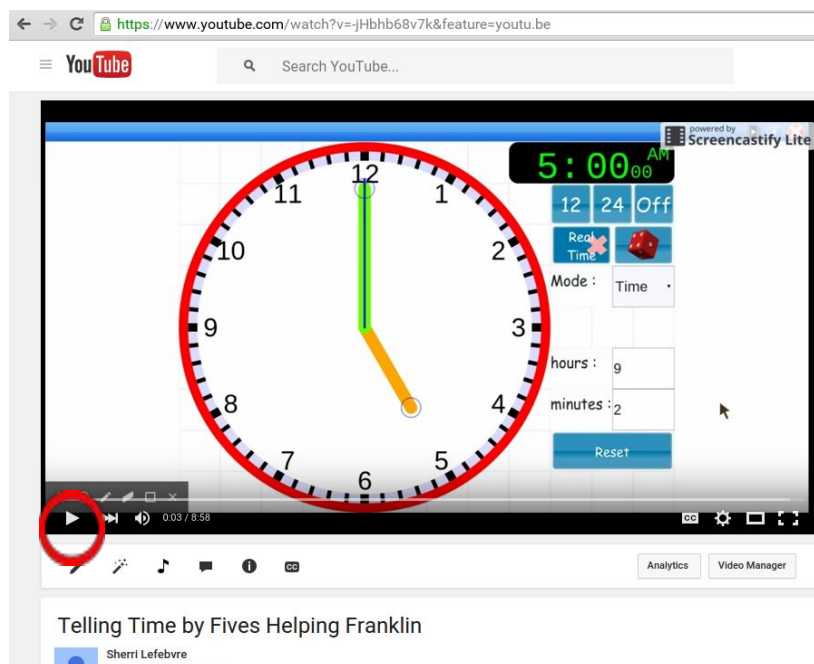 https://www.youtube.com/watch?v=-jHbhb68v7k&feature=youtu.be
YouTube
Search YouTube...
powered by
Screencastify Lite
5:00 00 AM
12 24 Off
Real
Time
Mode : Time
hours : 9
minutes : 2
Reset
12
1
2
3
4
5
6
7
8
9
10
11
0:03 / 8:58
CC
CC
Analytics
Video Manager
Telling Time by Fives Helping Franklin
Sherri Lefebvre